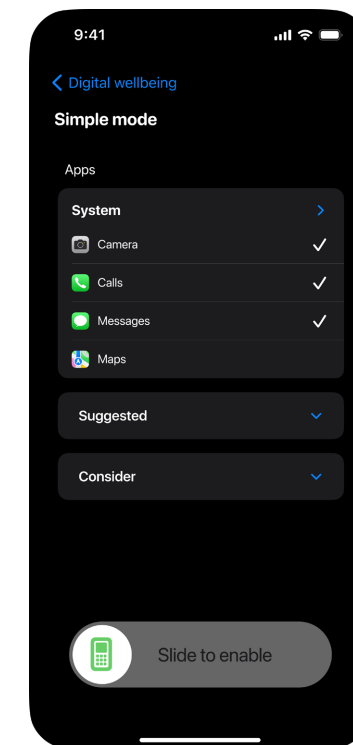 9:41
Digital wellbeing
Simple mode
Apps
System
Camera
Calls
Messages
Maps
Suggested
Consider
Slide to enable